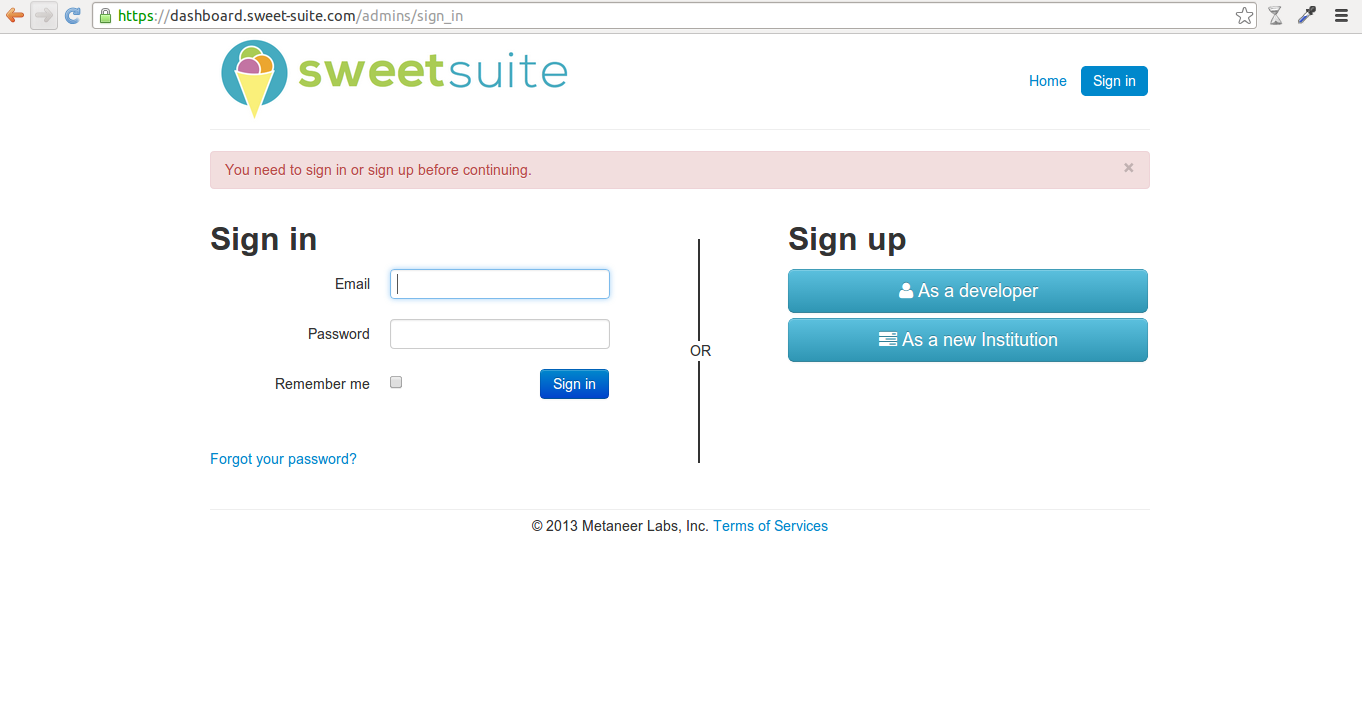 https://dashboard.sweet-suite.com/admins/sign_in
sweetsuite
Home Sign in
You need to sign in or sign up before continuing. ×
Sign in
Email
Password
Remember me
Sign in
Forgot your password?
OR
Sign up
As a developer
As a new Institution
© 2013 Metaneer Labs, Inc. Terms of Services